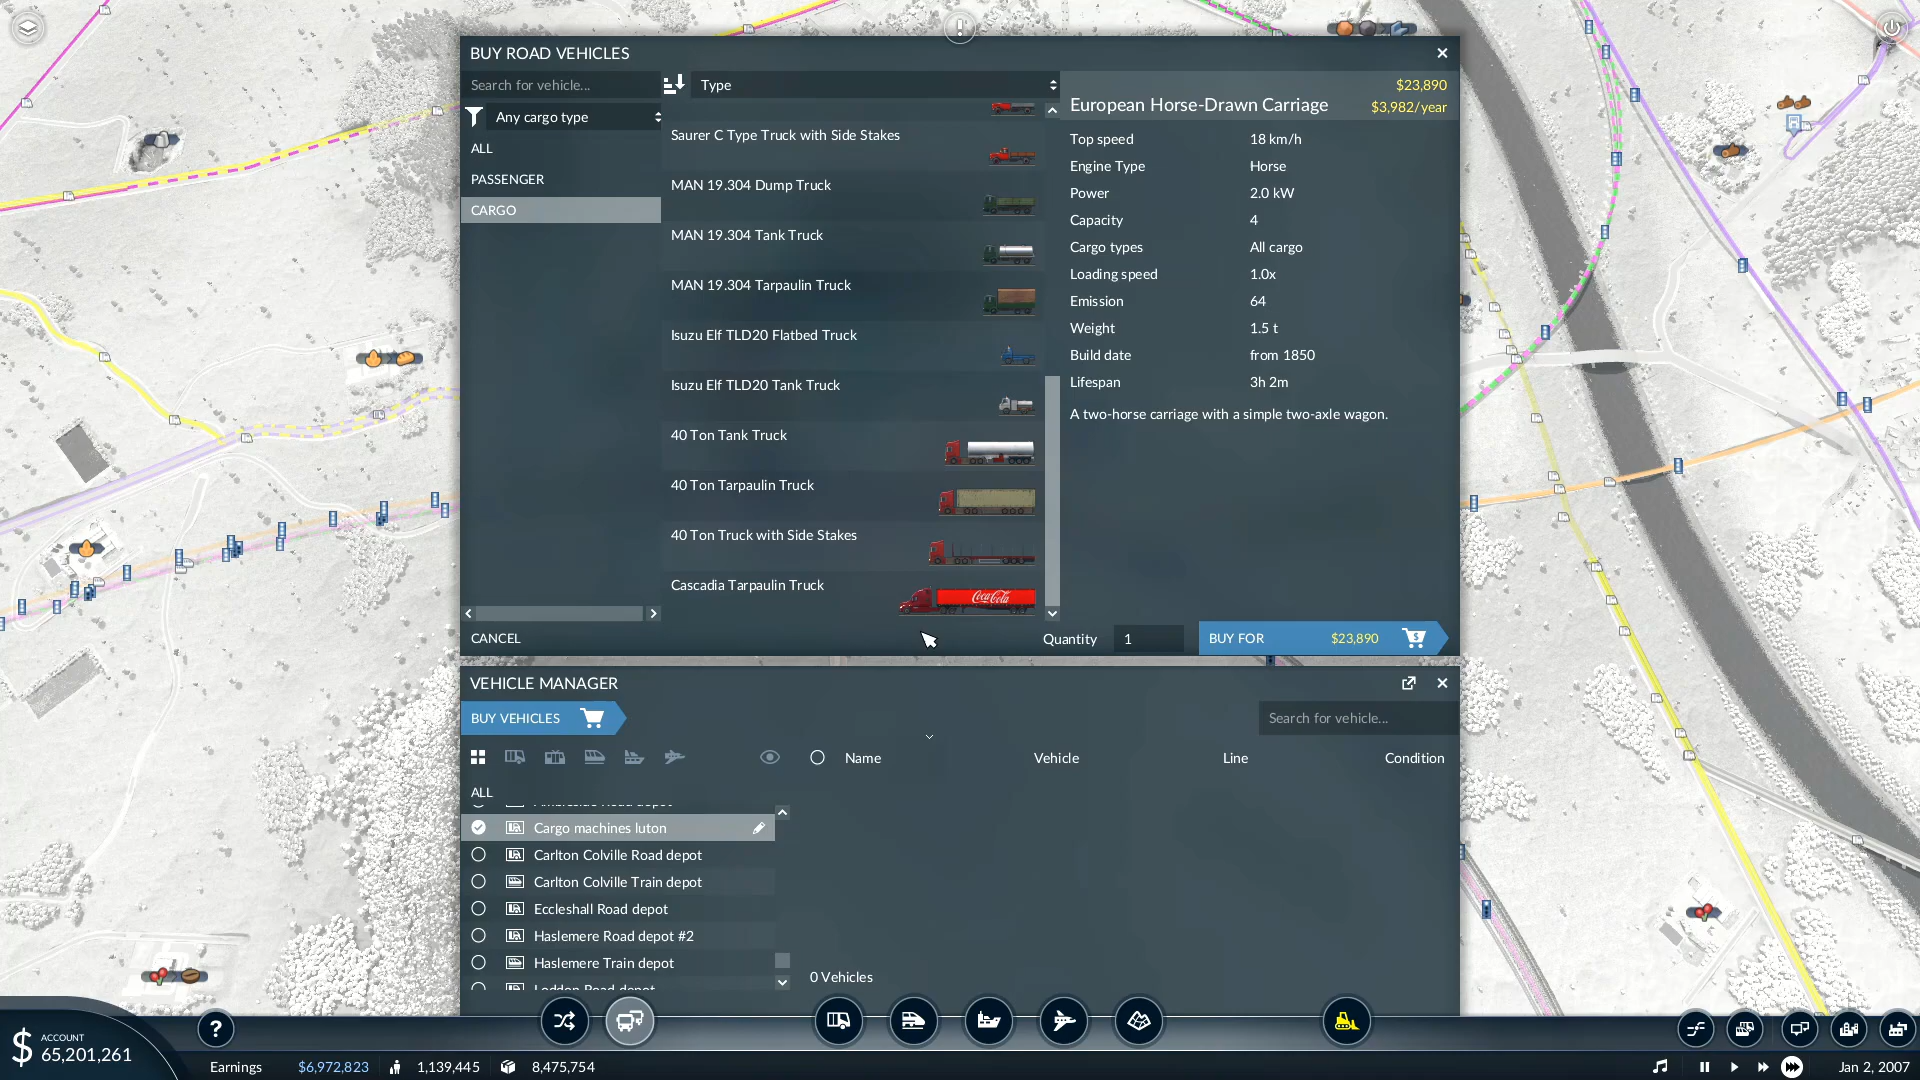 BUY ROAD VEHICLES
Search for vehicle...
Type
Any cargo type
ALL
PASSENGER
CARGO
Saurer C Type Truck with Side Stakes
MAN 19.304 Dump Truck
MAN 19.304 Tank Truck
MAN 19.304 Tarpaulin Truck
Isuzu Elf TLD20 Flatbed Truck
Isuzu Elf TLD20 Tank Truck
40 Ton Tank Truck
40 Ton Tarpaulin Truck
40 Ton Truck with Side Stakes
Cascadia Tarpaulin Truck
Coca-Cola
$23,890
European Horse-Drawn Carriage $3,982/year
Top speed 18 km/h
Engine Type Horse
Power 2.0 kW
Capacity 4
Cargo types All cargo
Loading speed 1.0x
Emission 64
Weight 1.5 t
Build date from 1850
Lifespan 3h 2m
A two-horse carriage with a simple two-axle wagon.
CANCEL
Quantity 1
BUY FOR $23,890
VEHICLE MANAGER
BUY VEHICLES
Search for vehicle...
Name Vehicle Line Condition
ALL
Cargo machines luton
Carlton Colville Road depot
Carlton Colville Train depot
Eccleshall Road depot
Haslemere Road depot #2
Haslemere Train depot
0 Vehicles
?
$ ACCOUNT
65,201,261
Earnings $6,972,823 1,139,445 8,475,754
Jan 2, 2007